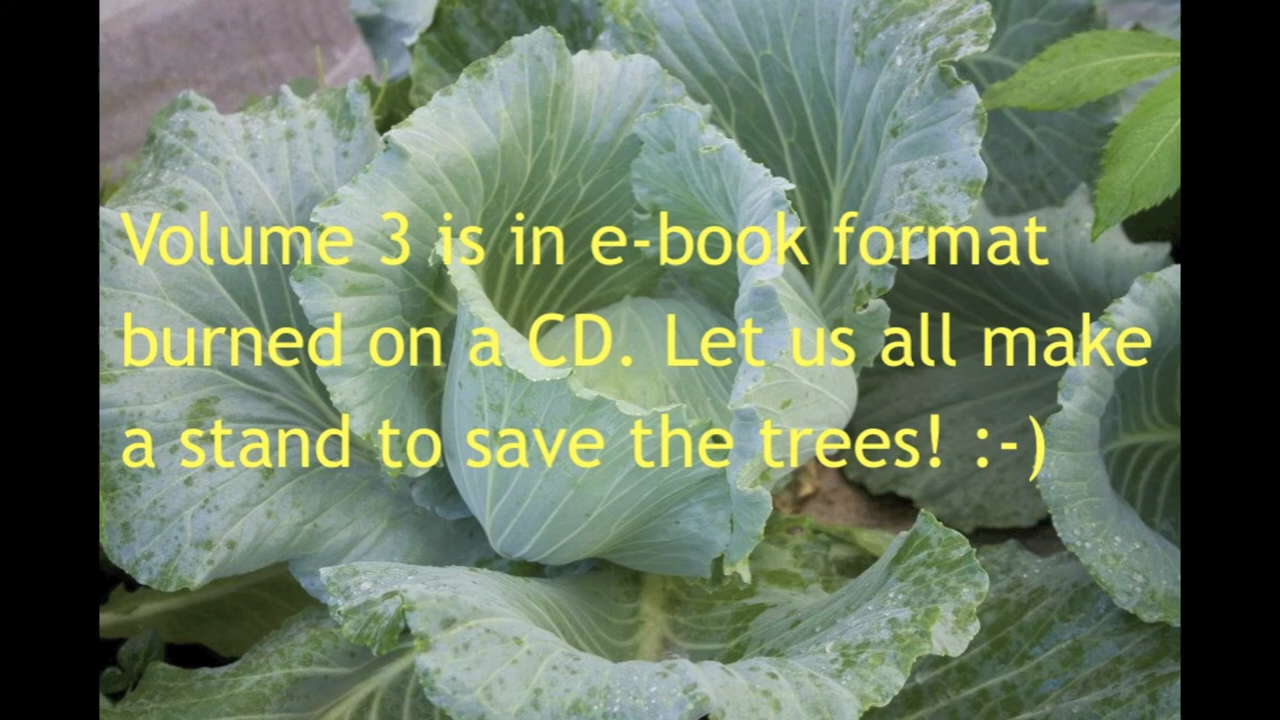 Volume 3 is in e-book format
burned on a CD. Let us all make
a stand to save the trees! :-)